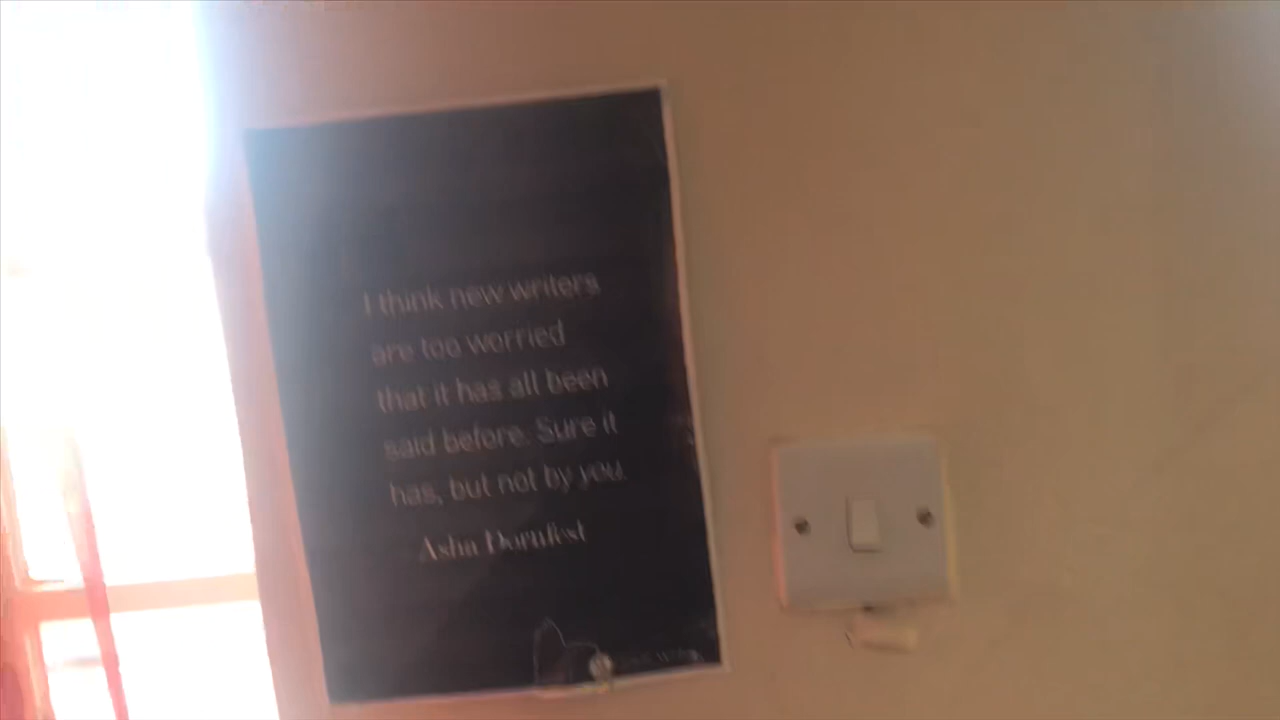 I think new writers
are too worried
that it has all been
said before. Sure it
has, but not by you.
Asha Dornfest